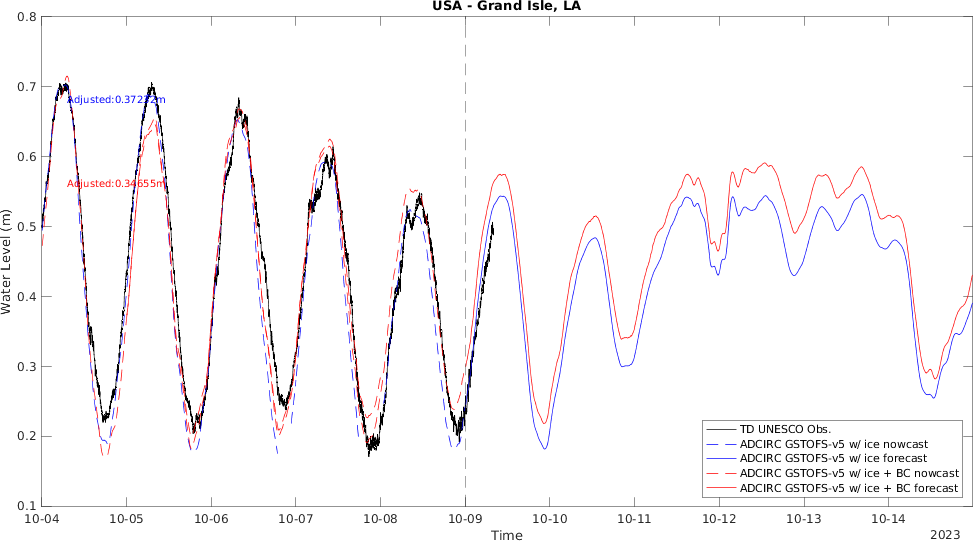 USA - Grand Isle, LA
0.8
0.7
0.6
0.5
0.4
0.3
0.2
0.1
Water Level (m)
Adjusted:0.37222m
Adjusted:0.34655m
TD UNESCO Obs.
ADCIRC GSTOFS-v5 w/ ice nowcast
ADCIRC GSTOFS-v5 w/ ice forecast
ADCIRC GSTOFS-v5 w/ ice + BC nowcast
ADCIRC GSTOFS-v5 w/ ice + BC forecast
10-04 10-05 10-06 10-07 10-08 10-09 10-10 10-11 10-12 10-13 10-14
Time
2023